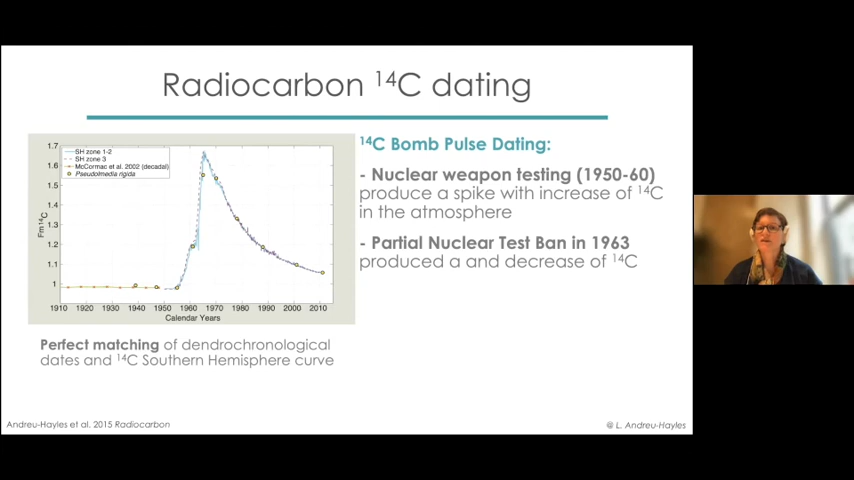 Radiocarbon ¹⁴C dating
1.7
1.6
1.5
1.4
1.3
1.2
1.1
1
Fm¹⁴C
SH zone 1-2
SH zone 3
McCormac et al. 2002 (decadal)
Pseudolmedia rigida
1910 1920 1930 1940 1950 1960 1970 1980 1990 2000 2010
Calendar Years
Perfect matching of dendrochronological
dates and ¹⁴C Southern Hemisphere curve
¹⁴C Bomb Pulse Dating:
- Nuclear weapon testing (1950-60)
produce a spike with increase of ¹⁴C
in the atmosphere
- Partial Nuclear Test Ban in 1963
produced a and decrease of ¹⁴C
Andreu-Hayles et al. 2015 Radiocarbon
@ L. Andreu-Hayles